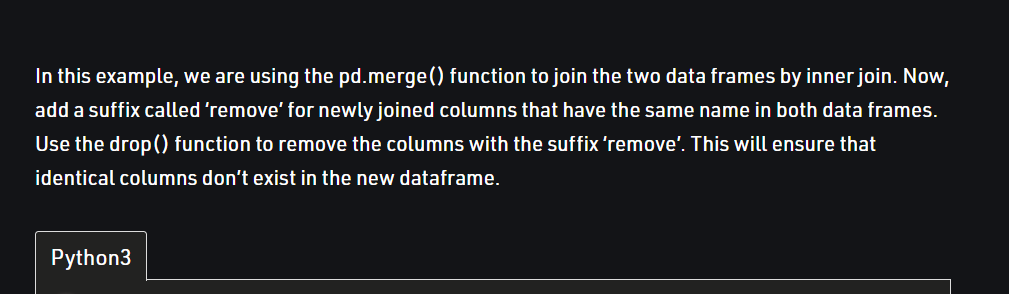 In this example, we are using the pd.merge() function to join the two data frames by inner join. Now,
add a suffix called ‘remove’ for newly joined columns that have the same name in both data frames.
Use the drop() function to remove the columns with the suffix ‘remove’. This will ensure that
identical columns don’t exist in the new dataframe.
Python3